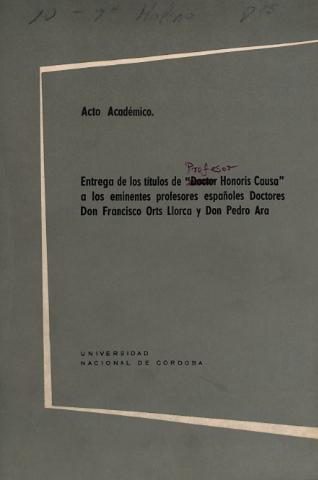 Acto Académico.
Profesor
Entrega de los títulos de "Doctor Honoris Causa"
a los eminentes profesores españoles Doctores
Don Francisco Orts Llorca y Don Pedro Ara
UNIVERSIDAD
NACIONAL DE CORDOBA